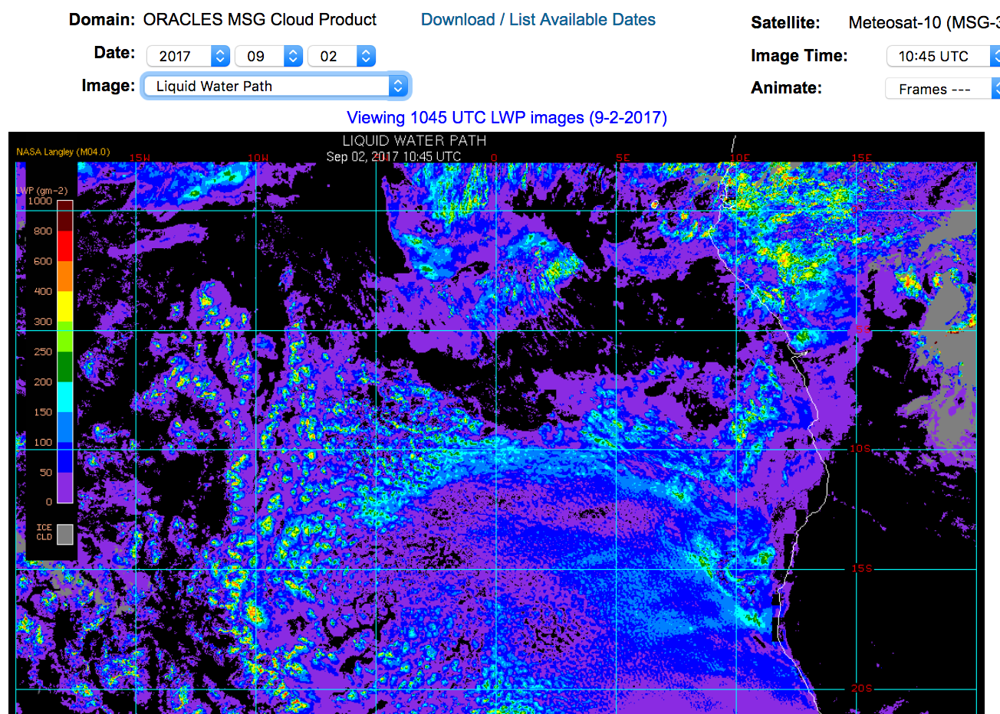 Domain: ORACLES MSG Cloud Product Download / List Available Dates Satellite: Meteosat-10 (MSG-3
Date: 2017 09 02 Image Time: 10:45 UTC
Image: Liquid Water Path Animate: Frames ---
Viewing 1045 UTC LWP images (9-2-2017)
LIQUID WATER PATH
NASA Langley (M04.0)
Sep 02, 2017 10:45 UTC
15W 10W 0 5E 10E 15E
LWP (gm-2)
1000
800
600
400
300
250
200
150
100
50
0
ICE
CLD
5S
10S
15S
20S